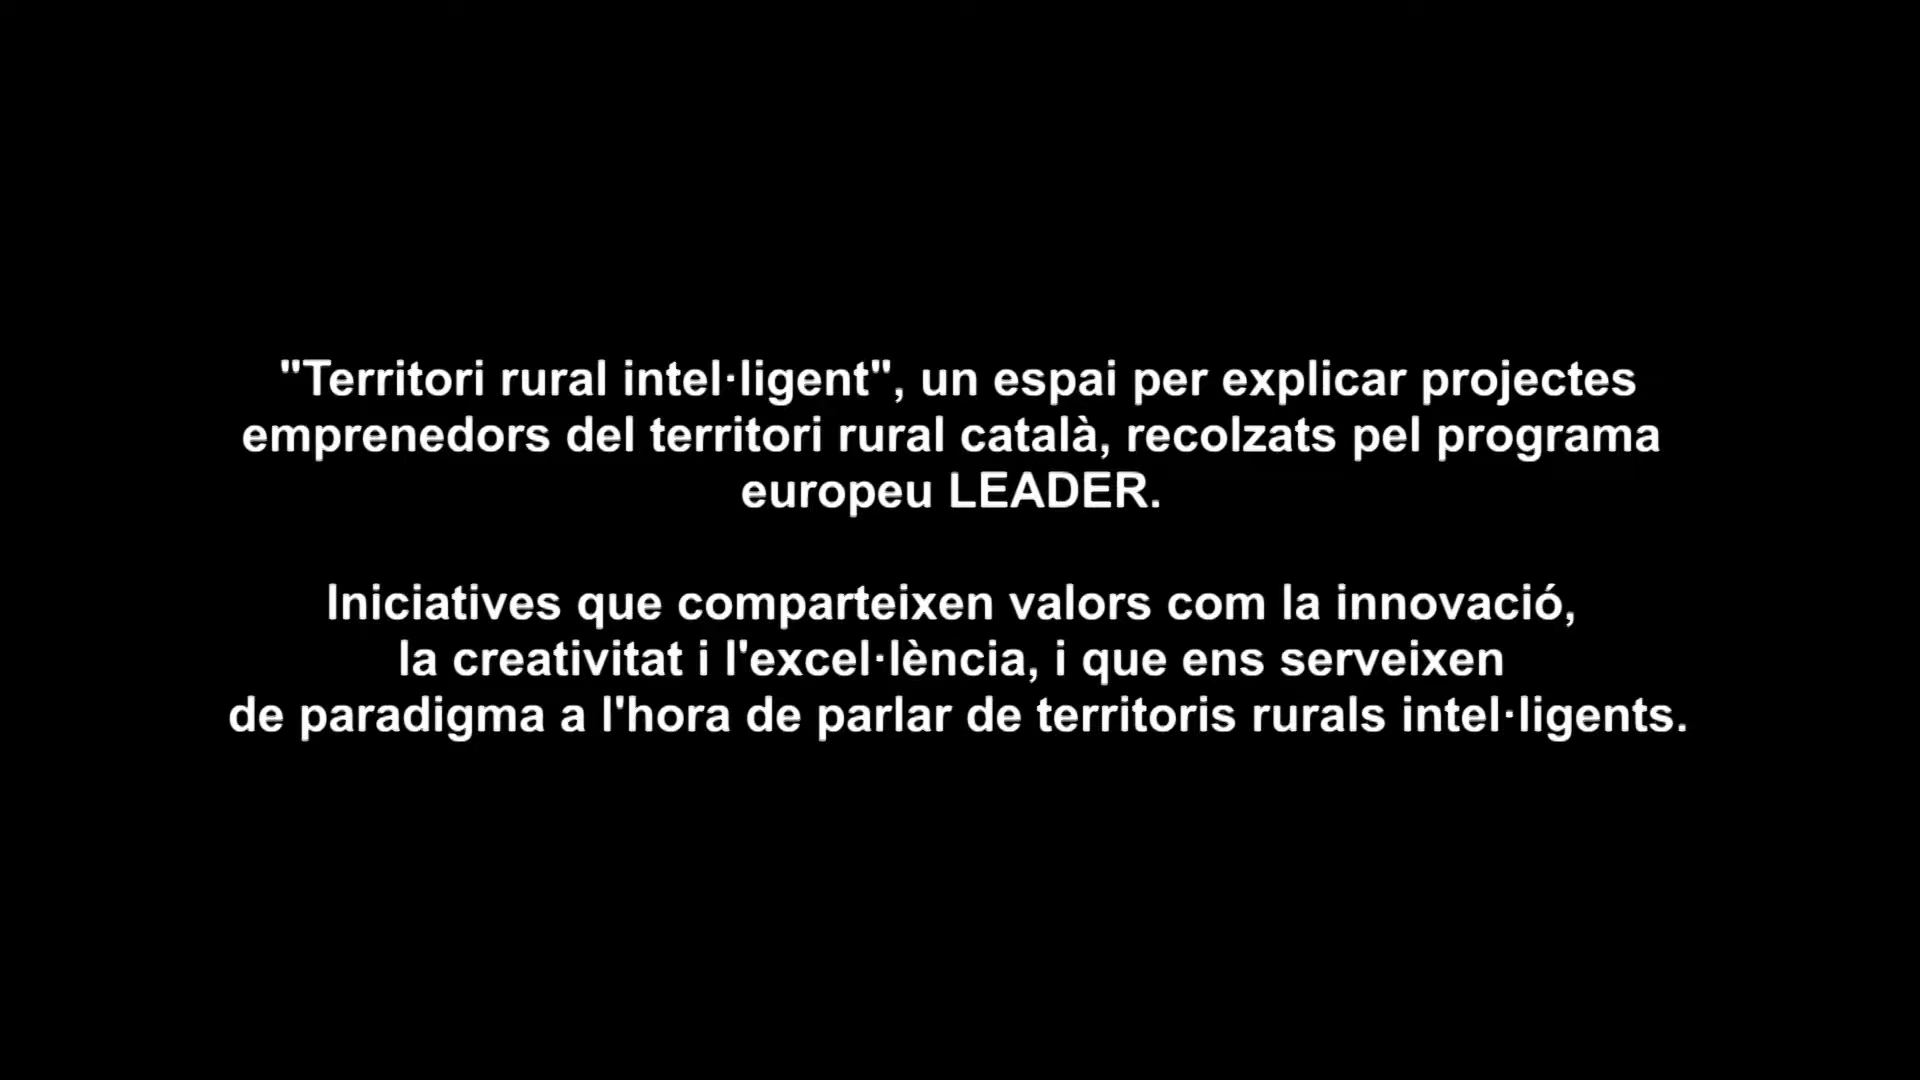 "Territori rural intel·ligent", un espai per explicar projectes
emprenedors del territori rural català, recolzats pel programa
europeu LEADER.
Iniciatives que comparteixen valors com la innovació,
la creativitat i l'excel·lència, i que ens serveixen
de paradigma a l'hora de parlar de territoris rurals intel·ligents.